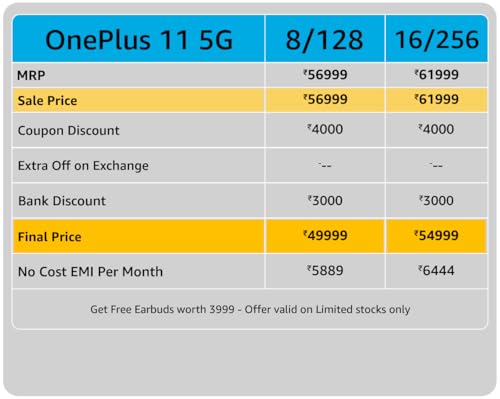 OnePlus 11 5G 8/128 16/256
MRP ₹56999 ₹61999
Sale Price ₹56999 ₹61999
Coupon Discount ₹4000 ₹4000
Extra Off on Exchange --- ---
Bank Discount ₹3000 ₹3000
Final Price ₹49999 ₹54999
No Cost EMI Per Month ₹5889 ₹6444
Get Free Earbuds worth 3999 - Offer valid on Limited stocks only